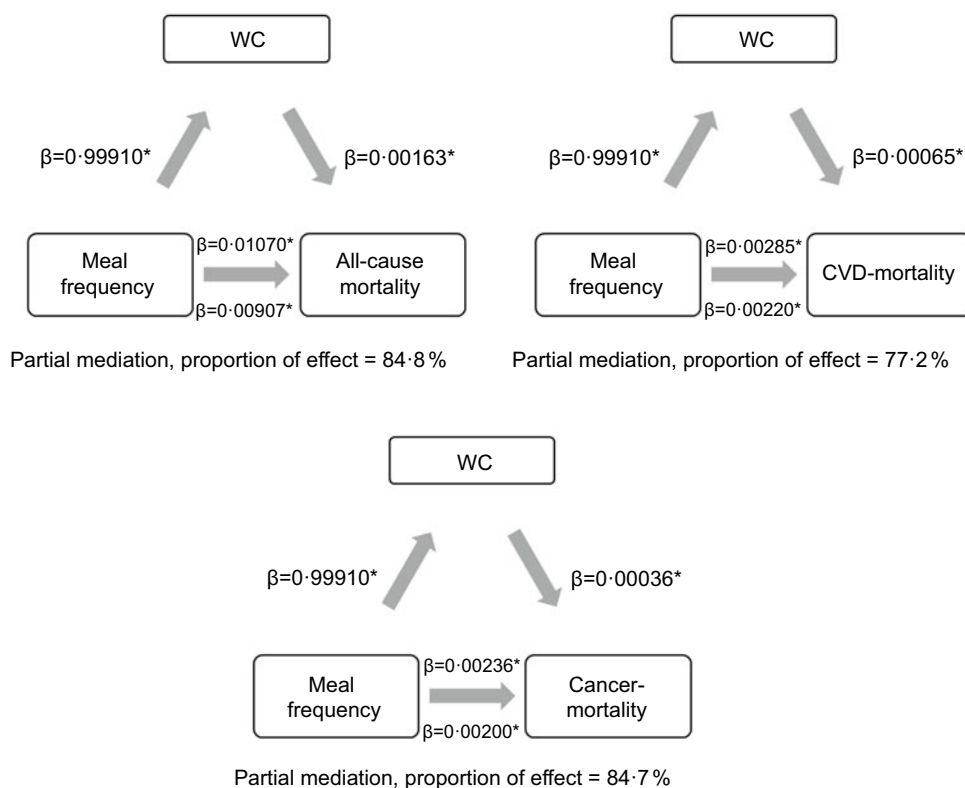 WC
β=0·99910*
β=0·00163*
Meal
frequency
β=0·01070*
β=0·00907*
All-cause
mortality
Partial mediation, proportion of effect = 84·8%
WC
β=0·99910*
β=0·00065*
Meal
frequency
β=0·00285*
β=0·00220*
CVD-mortality
Partial mediation, proportion of effect = 77·2%
WC
β=0·99910*
β=0·00036*
Meal
frequency
β=0·00236*
β=0·00200*
Cancer-
mortality
Partial mediation, proportion of effect = 84·7%